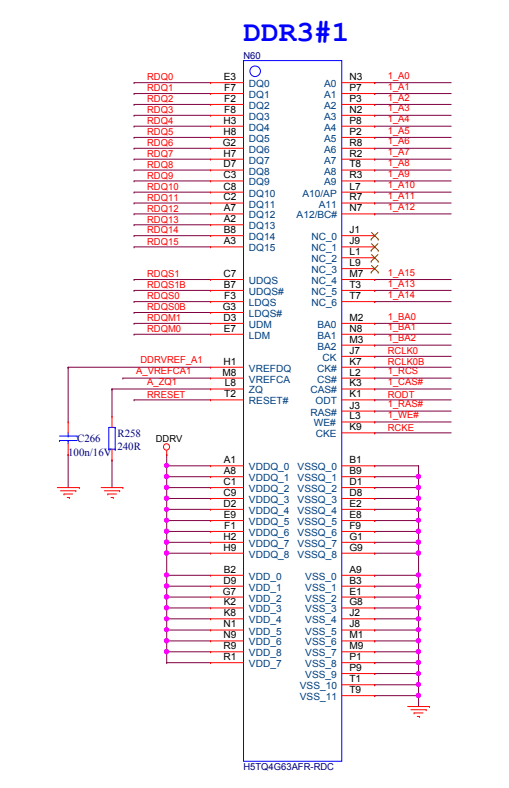 DDR3#1
N60
RDQ0 E3 DQ0 A0 N3 1_A0
RDQ1 F7 DQ1 A1 P7 1_A1
RDQ2 F2 DQ2 A2 P3 1_A2
RDQ3 F8 DQ3 A3 N2 1_A3
RDQ4 H3 DQ4 A4 P8 1_A4
RDQ5 H8 DQ5 A5 P2 1_A5
RDQ6 G2 DQ6 A6 R8 1_A6
RDQ7 H7 DQ7 A7 R2 1_A7
RDQ8 D7 DQ8 A8 T8 1_A8
RDQ9 C3 DQ9 A9 R3 1_A9
RDQ10 C8 DQ10 A10/AP L7 1_A10
RDQ11 C2 DQ11 A11 R7 1_A11
RDQ12 A7 DQ12 A12/BC# N7 1_A12
RDQ13 A2 DQ13
RDQ14 B8 DQ14 NC_0 J1
RDQ15 A3 DQ15 NC_1 J9
NC_2 L1
NC_3 L9
RDQS1 C7 UDQS NC_4 M7 1_A15
RDQS1B B7 UDQS# NC_5 T3 1_A13
RDQS0 F3 LDQS NC_6 T7 1_A14
RDQS0B G3 LDQS#
RDQM1 D3 UDM BA0 M2 1_BA0
RDQM0 E7 LDM BA1 N8 1_BA1
BA2 M3 1_BA2
CK J7 RCLK0
DDRVREF_A1 H1 VREFDQ CK# K7 RCLK0B
A_VREFCA1 M8 VREFCA CS# L2 1_RCS
A_ZQ1 L8 ZQ CAS# K3 1_CAS#
RRESET T2 RESET# ODT K1 RODT
RAS# J3 1_RAS#
WE# L3 1_WE#
CKE K9 RCKE
C266 R258 DDRV
100n/16V 240R
A1 VDDQ_0 VSSQ_0 B1
A8 VDDQ_1 VSSQ_1 B9
C1 VDDQ_2 VSSQ_2 D1
C9 VDDQ_3 VSSQ_3 D8
D2 VDDQ_4 VSSQ_4 E2
E9 VDDQ_5 VSSQ_5 E8
F1 VDDQ_6 VSSQ_6 F9
H2 VDDQ_7 VSSQ_7 G1
H9 VDDQ_8 VSSQ_8 G9
B2 VDD_0 VSS_0 A9
D9 VDD_1 VSS_1 B3
G7 VDD_2 VSS_2 E1
K2 VDD_3 VSS_3 G8
K8 VDD_4 VSS_4 J2
N1 VDD_5 VSS_5 J8
N9 VDD_6 VSS_6 M1
R9 VDD_8 VSS_7 M9
R1 VDD_7 VSS_8 P1
VSS_9 P9
VSS_10 T1
VSS_11 T9
H5TQ4G63AFR-RDC